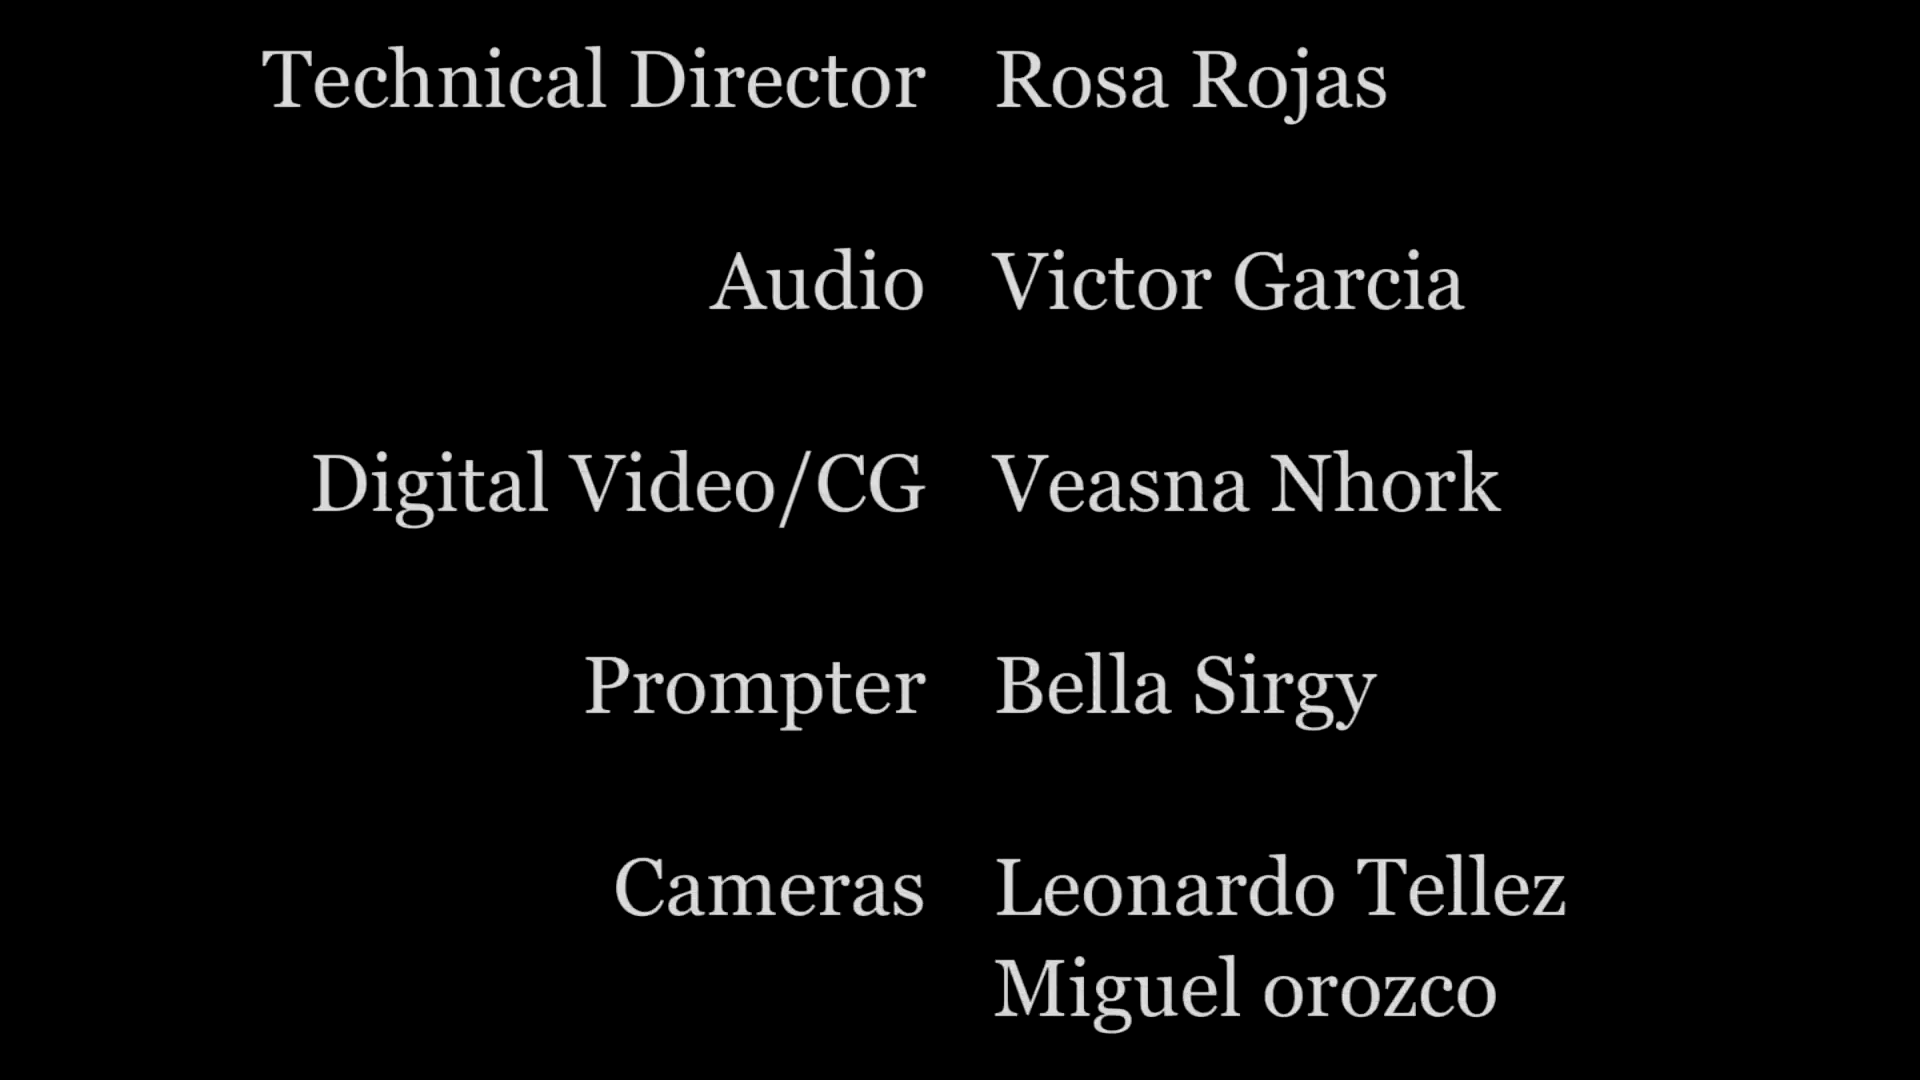 Technical Director Rosa Rojas
Audio Victor Garcia
Digital Video/CG Veasna Nhork
Prompter Bella Sirgy
Cameras Leonardo Tellez
Miguel orozco